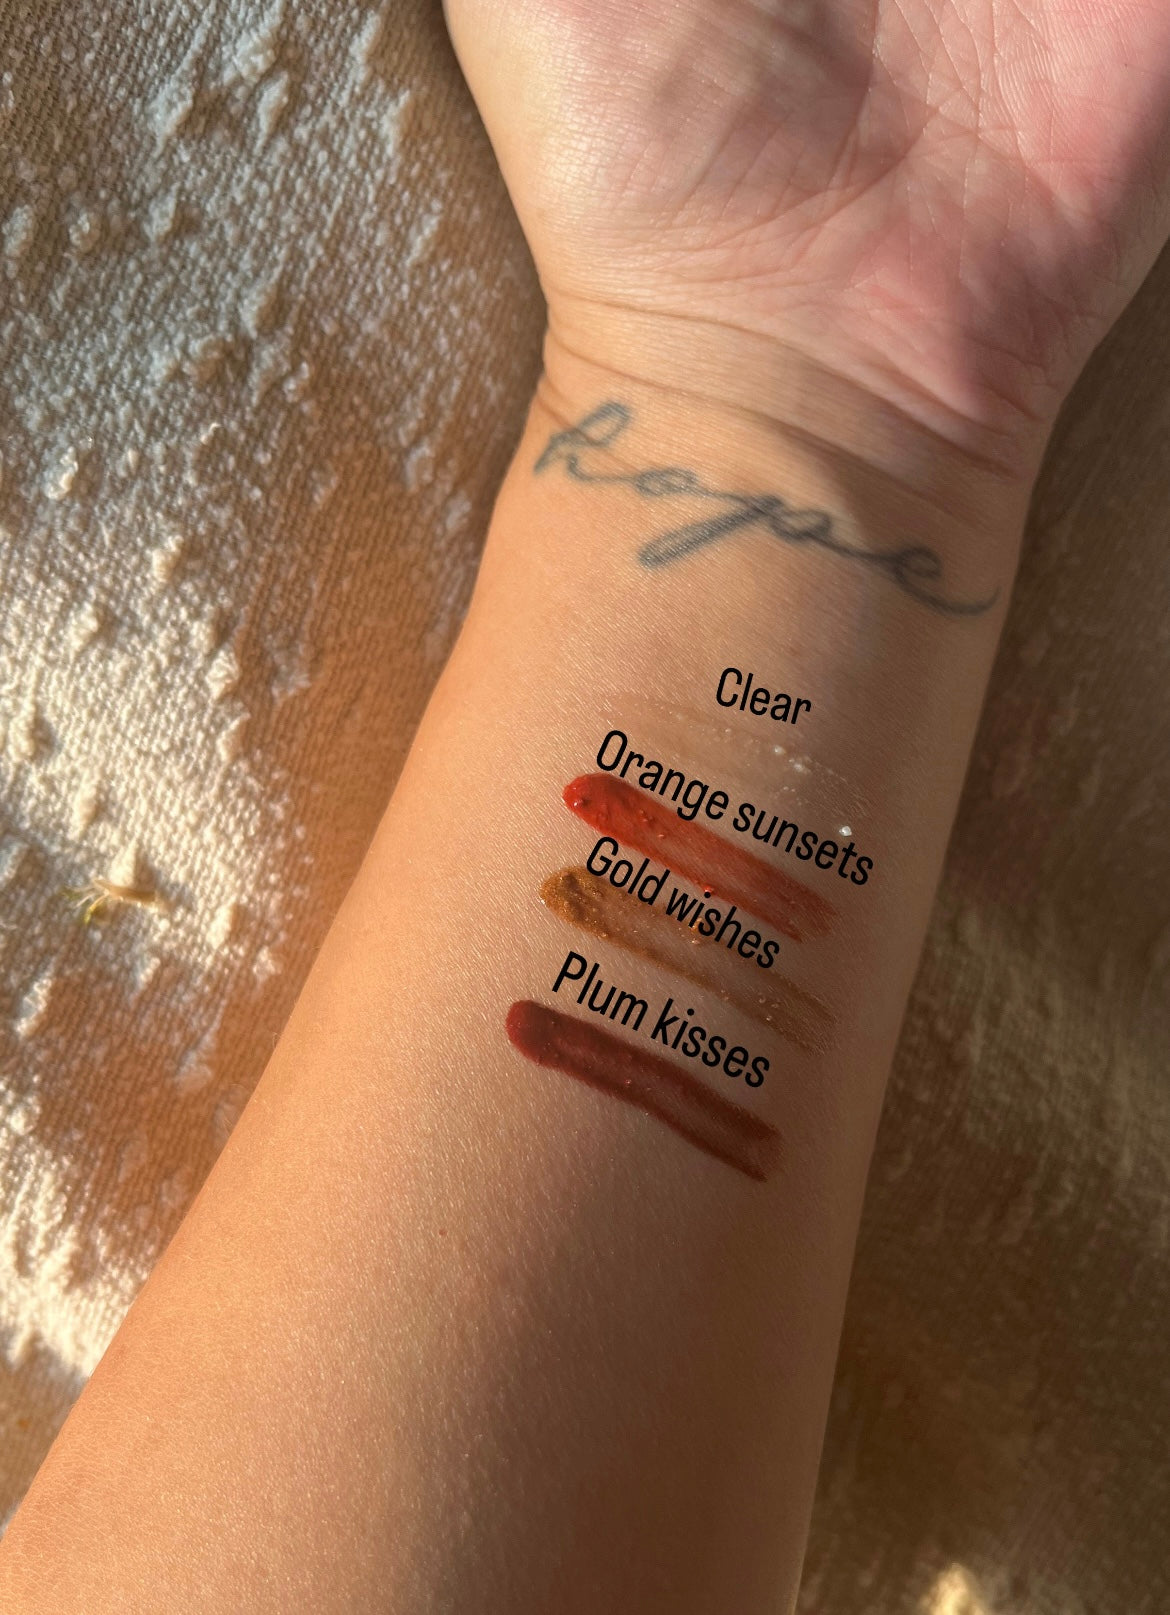 hope
Clear
Orange sunsets
Gold wishes
Plum kisses